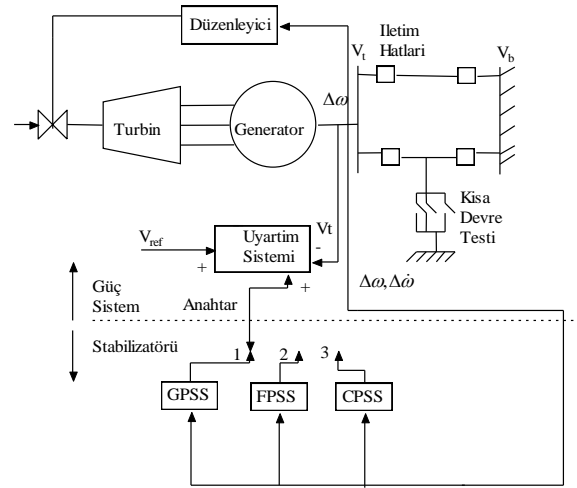 Düzenleyici
Iletim
Hatlari
V_t
V_b
Δω
Turbin
Generator
Kisa
Devre
Testi
V_ref
+
Uyartim
Sistemi
Vt
-
+
Δω, Δω̇
Güç
Sistem
Anahtar
Stabilizatörü
1
2
3
GPSS
FPSS
CPSS